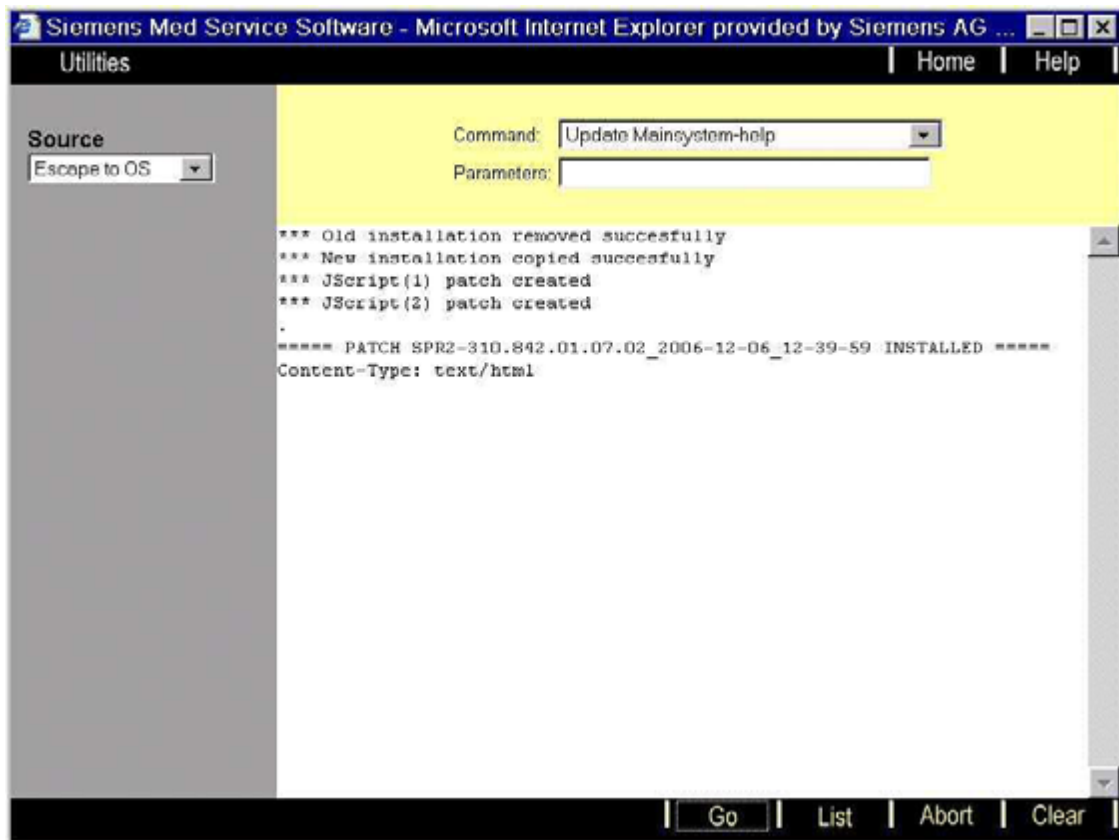 Siemens Med Service Software - Microsoft Internet Explorer provided by Siemens AG ...
Utilities
Home
Help
Source
Escape to OS
Command: Update Mainsystem-help
Parameters:
*** Old installation removed succesfully
*** New installation copied succesfully
*** JScript(1) patch created
*** JScript(2) patch created
.
===== PATCH SPR2-310.842.01.07.02_2006-12-06_12-39-59 INSTALLED =====
Content-Type: text/html
Go
List
Abort
Clear